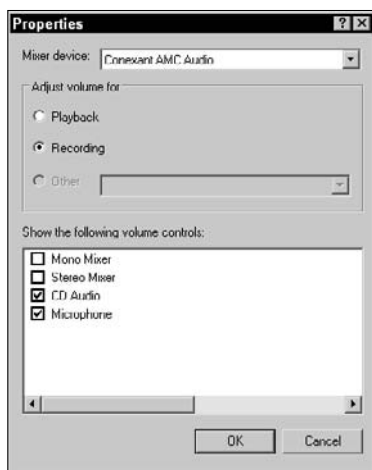 Properties
Mixer device: Conexant AMC Audio
Adjust volume for
Playback
Recording
Other
Show the following volume controls:
Mono Mixer
Stereo Mixer
CD Audio
Microphone
OK Cancel